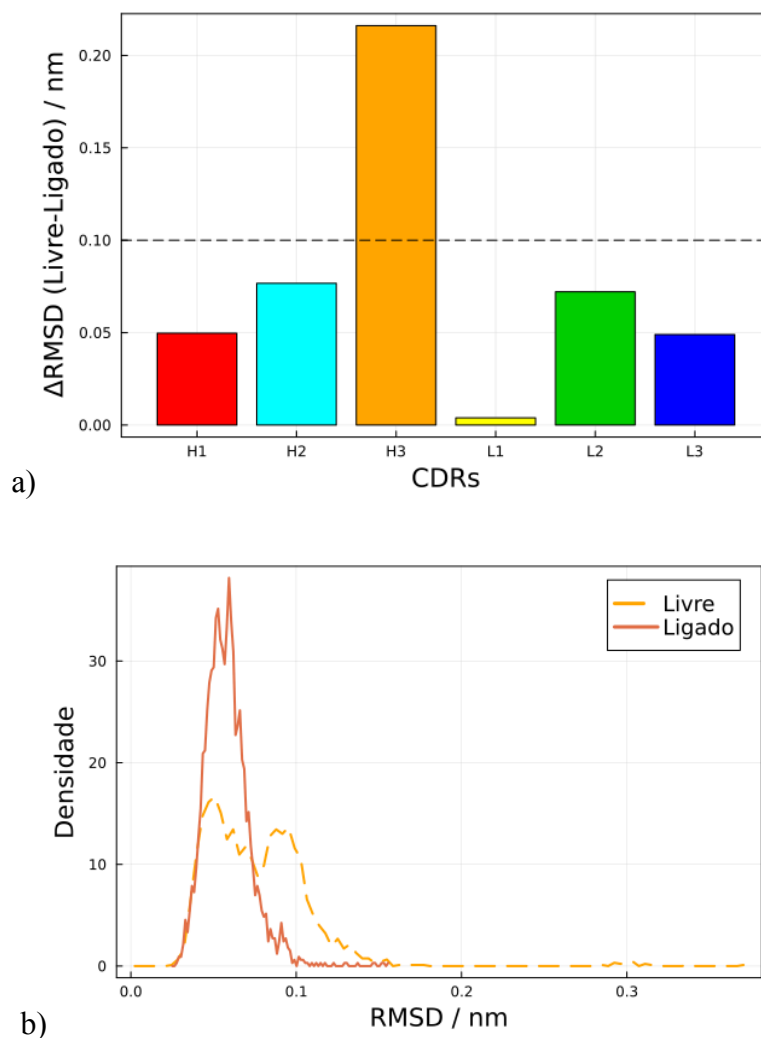 0.20
0.15
0.10
0.05
0.00
ΔRMSD (Livre-Ligado) / nm
H1 H2 H3 L1 L2 L3
CDRs
a)
Livre
Ligado
30
20
10
0
Densidade
0.0 0.1 0.2 0.3
RMSD / nm
b)